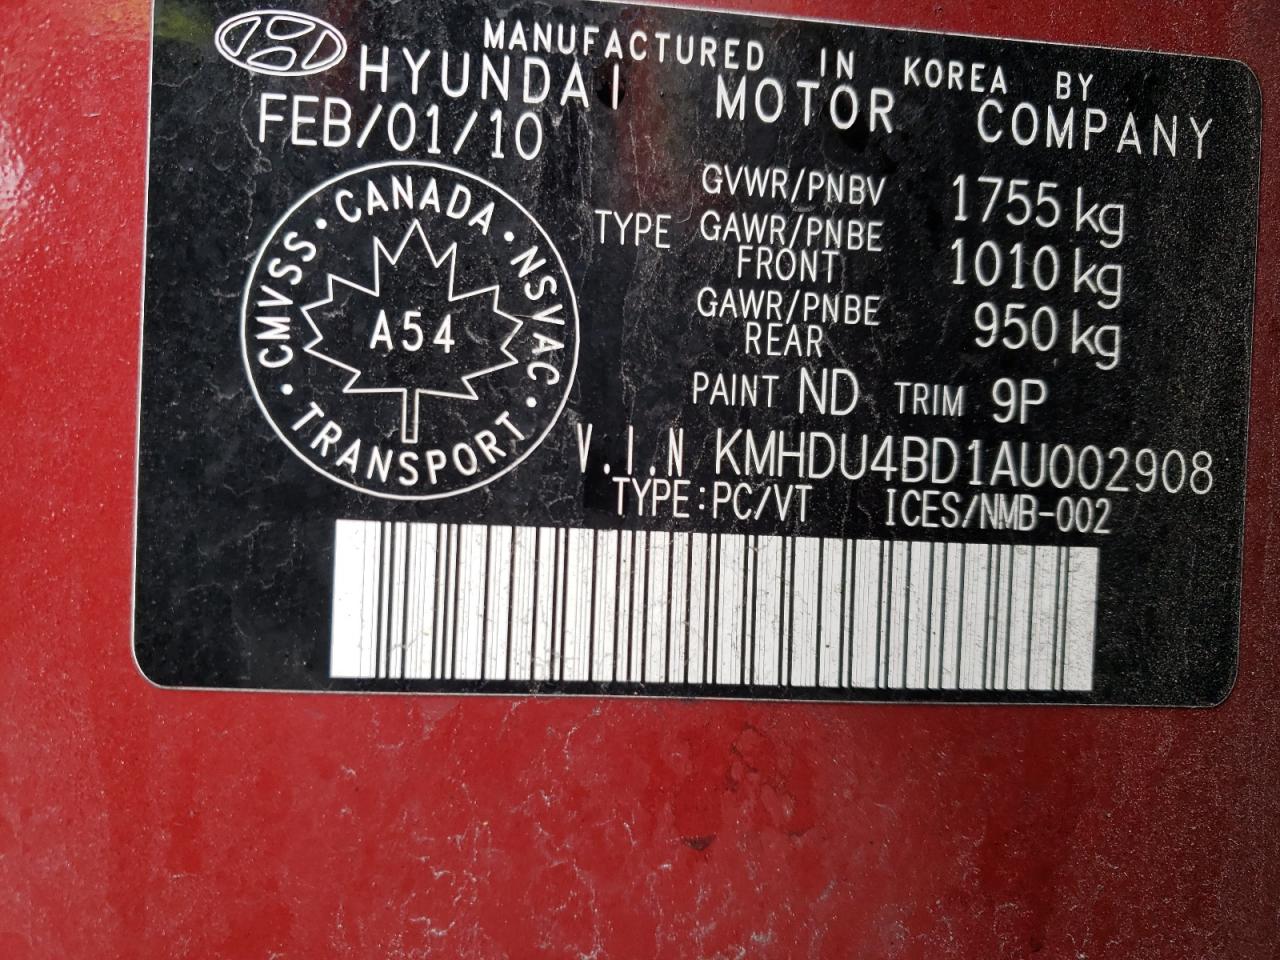 MANUFACTURED IN KOREA BY
HYUNDAI MOTOR COMPANY
FEB/01/10
CMVSS · CANADA · NSVAC · TRANSPORT ·
A54
TYPE
GVWR/PNBV 1755 kg
GAWR/PNBE FRONT 1010 kg
GAWR/PNBE REAR 950 kg
PAINT ND TRIM 9P
V.I.N KMHDU4BD1AU002908
TYPE:PC/VT ICES/NMB-002